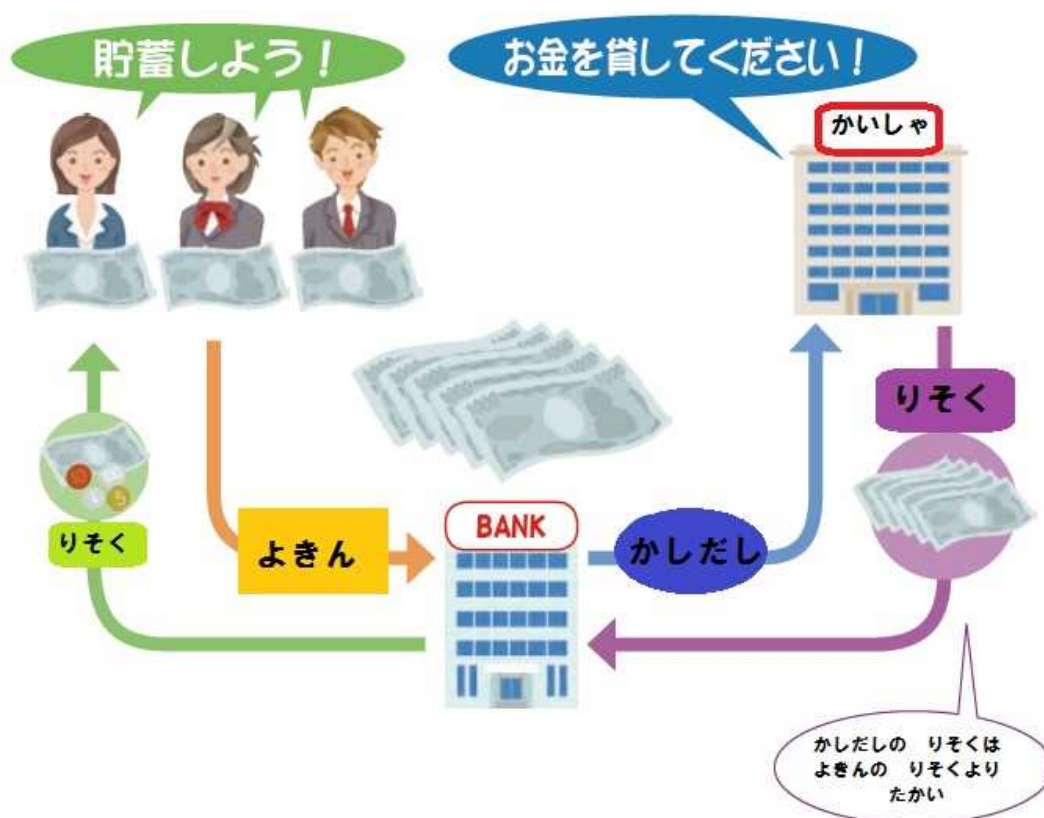 貯蓄しよう！
お金を貸してください！
かいしゃ
りそく
りそく
よきん
BANK
かしだし
かしだしの　りそくは
よきんの　りそくより
たかい